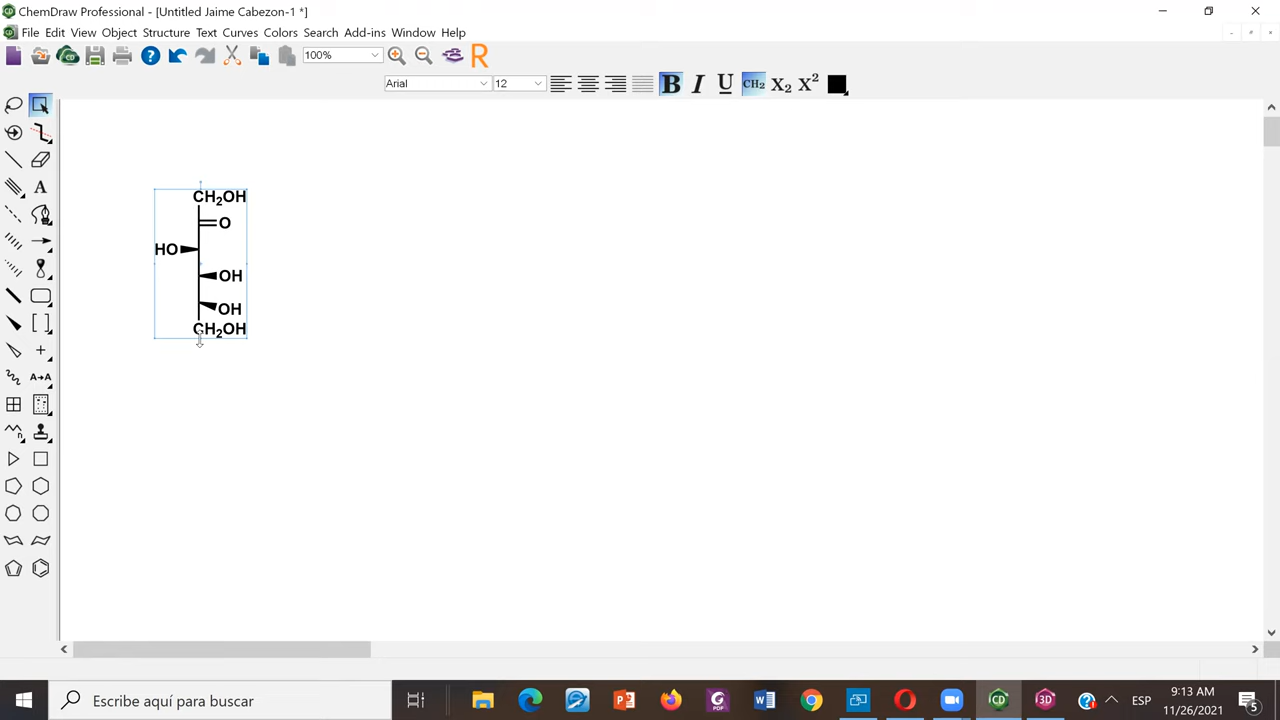 ChemDraw Professional - [Untitled Jaime Cabezon-1 *]
File Edit View Object Structure Text Curves Colors Search Add-ins Window Help
100%
Arial 12 B I U CH₂ X₂ X²
CH₂OH
O
HO
OH
OH
CH₂OH
A
A→A
Escribe aquí para buscar
ESP
9:13 AM
11/26/2021
5